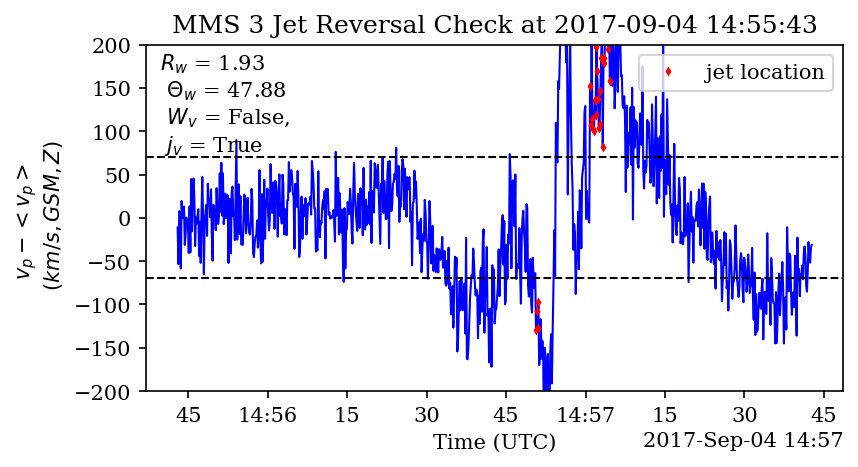 MMS 3 Jet Reversal Check at 2017-09-04 14:55:43
R_w = 1.93
Θ_w = 47.88
W_v = False,
j_v = True
jet location
v_p - < v_p >
(km/s, GSM, Z)
200
150
100
50
0
−50
−100
−150
−200
45 14:56 15 30 45 14:57 15 30 45
Time (UTC)
2017-Sep-04 14:57